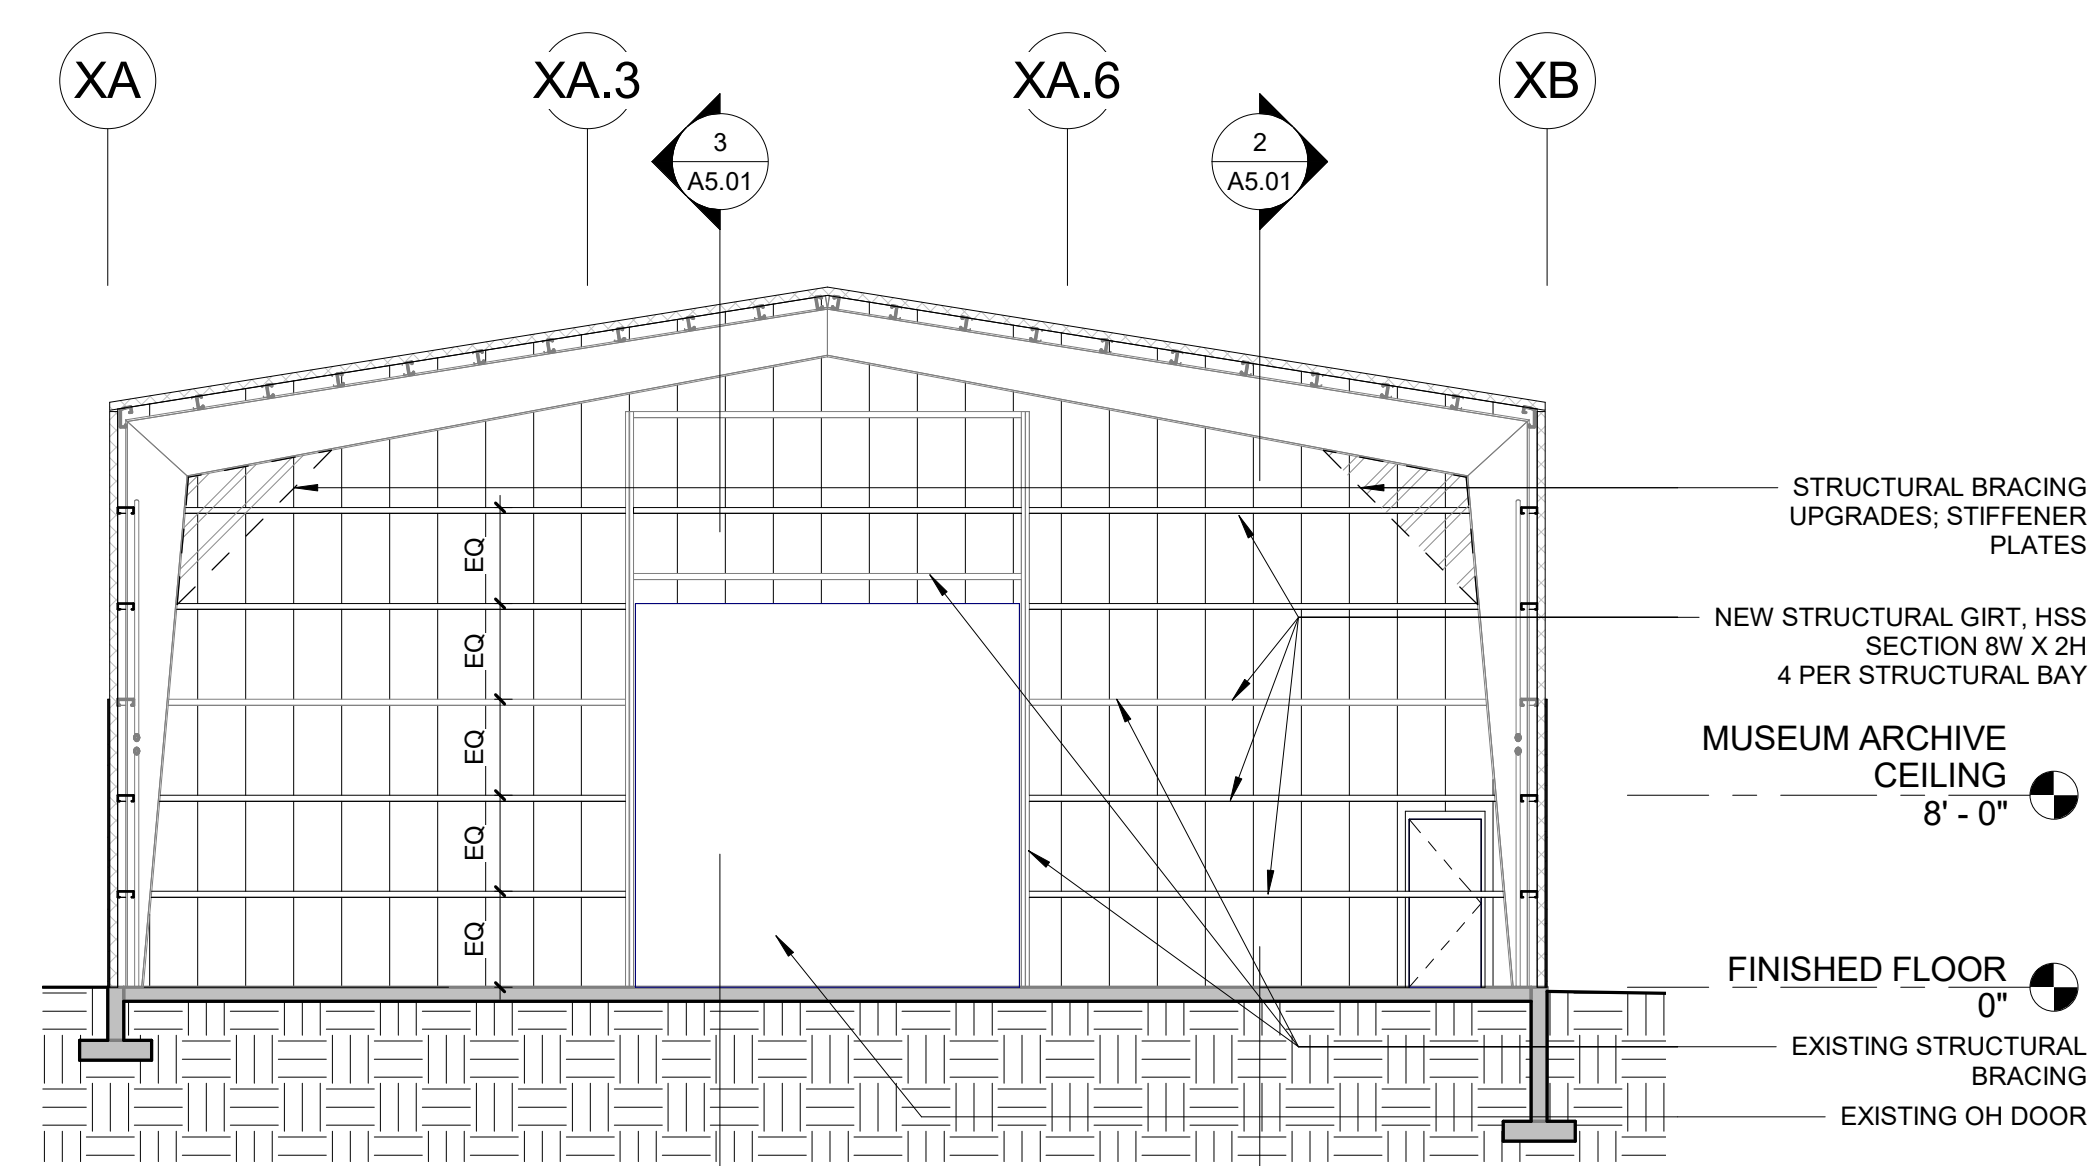 XA
XA.3
XA.6
XB
3
A5.01
2
A5.01
STRUCTURAL BRACING
UPGRADES; STIFFENER
PLATES
NEW STRUCTURAL GIRT, HSS
SECTION 8W X 2H
4 PER STRUCTURAL BAY
MUSEUM ARCHIVE
CEILING
8' - 0"
FINISHED FLOOR
0"
EXISTING STRUCTURAL
BRACING
EXISTING OH DOOR
EQ
EQ
EQ
EQ
EQ